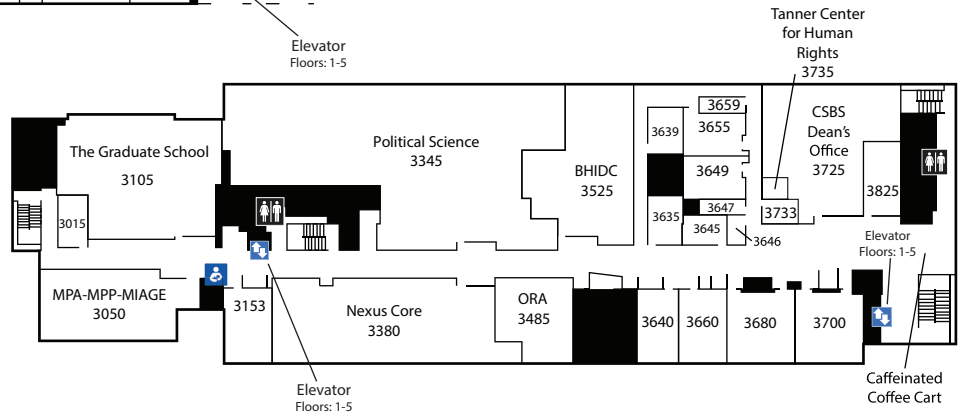 Elevator
Floors: 1-5
Tanner Center
for Human
Rights
3735
The Graduate School
3105
3015
Political Science
3345
BHIDC
3525
3639
3659
3655
3649
3647
3635
3645
3646
3733
CSBS
Dean's
Office
3725
3825
Elevator
Floors: 1-5
MPA-MPP-MIAGE
3050
3153
Nexus Core
3380
ORA
3485
3640
3660
3680
3700
Elevator
Floors: 1-5
Caffeinated
Coffee Cart